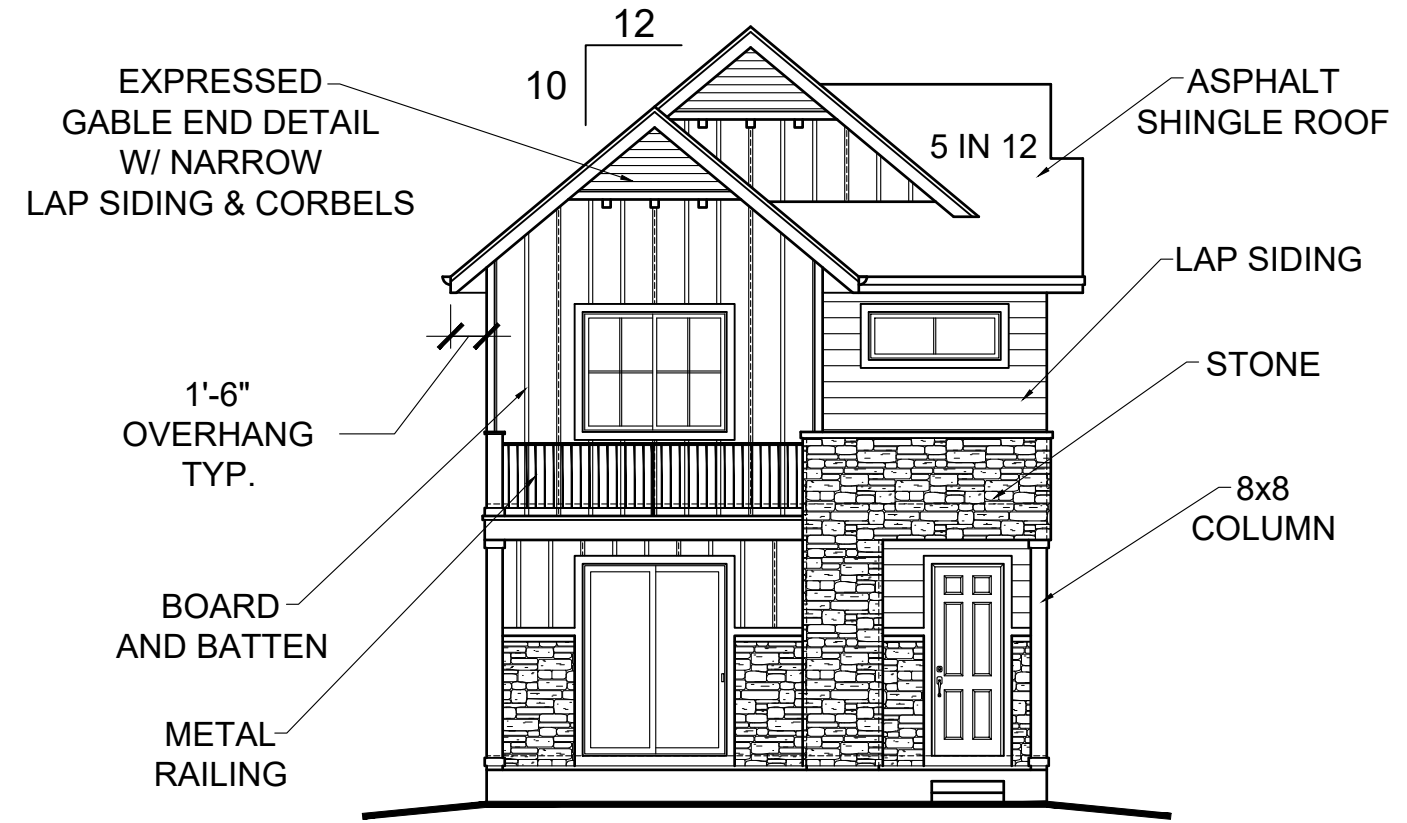 12
10
EXPRESSED
GABLE END DETAIL
W/ NARROW
LAP SIDING & CORBELS
ASPHALT
SHINGLE ROOF
5 IN 12
LAP SIDING
STONE
1'-6"
OVERHANG
TYP.
8x8
COLUMN
BOARD
AND BATTEN
METAL
RAILING